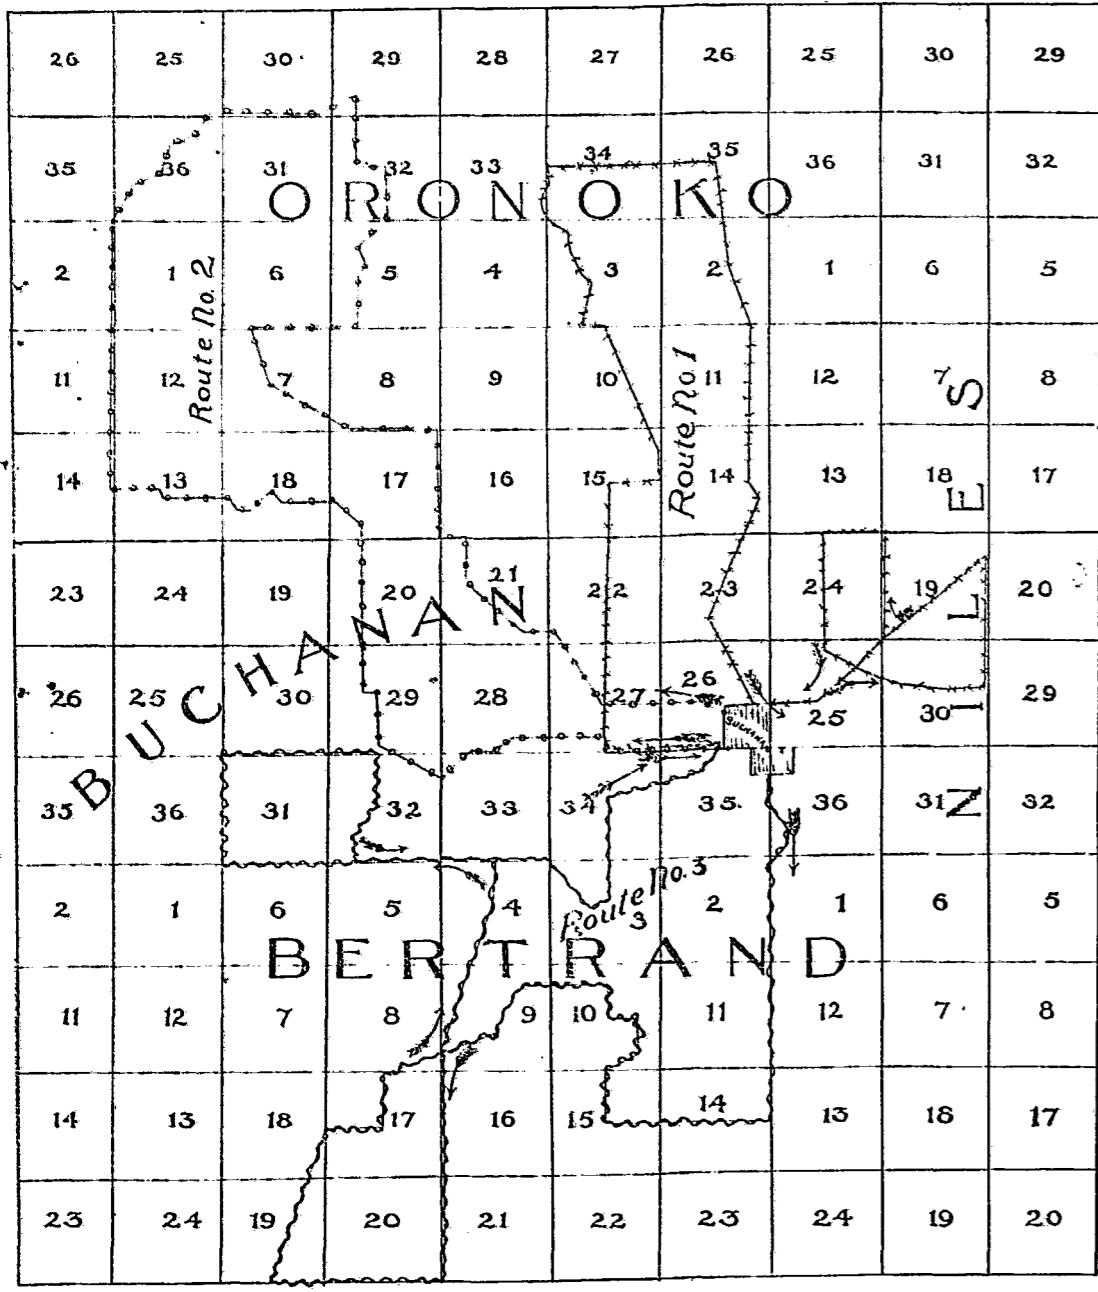 26 25 30 29 28 27 26 25 30 29
35 36 31 32 33 34 35 36 31 32
ORONOKO
2 1 6 5 4 3 2 1 6 5
Route No. 2
11 12 7 8 9 10 11 12 7 8
Route No. 1
14 13 18 17 16 15 14 13 18 17
23 24 19 20 21 22 23 24 19 20
BUCHANAN
NILES
26 25 30 29 28 27 26 25 30 29
BUCHANAN
35 36 31 32 33 34 35 36 31 32
Route No. 3
2 1 6 5 4 3 2 1 6 5
BERTRAND
11 12 7 8 9 10 11 12 7 8
14 13 18 17 16 15 14 13 18 17
23 24 19 20 21 22 23 24 19 20